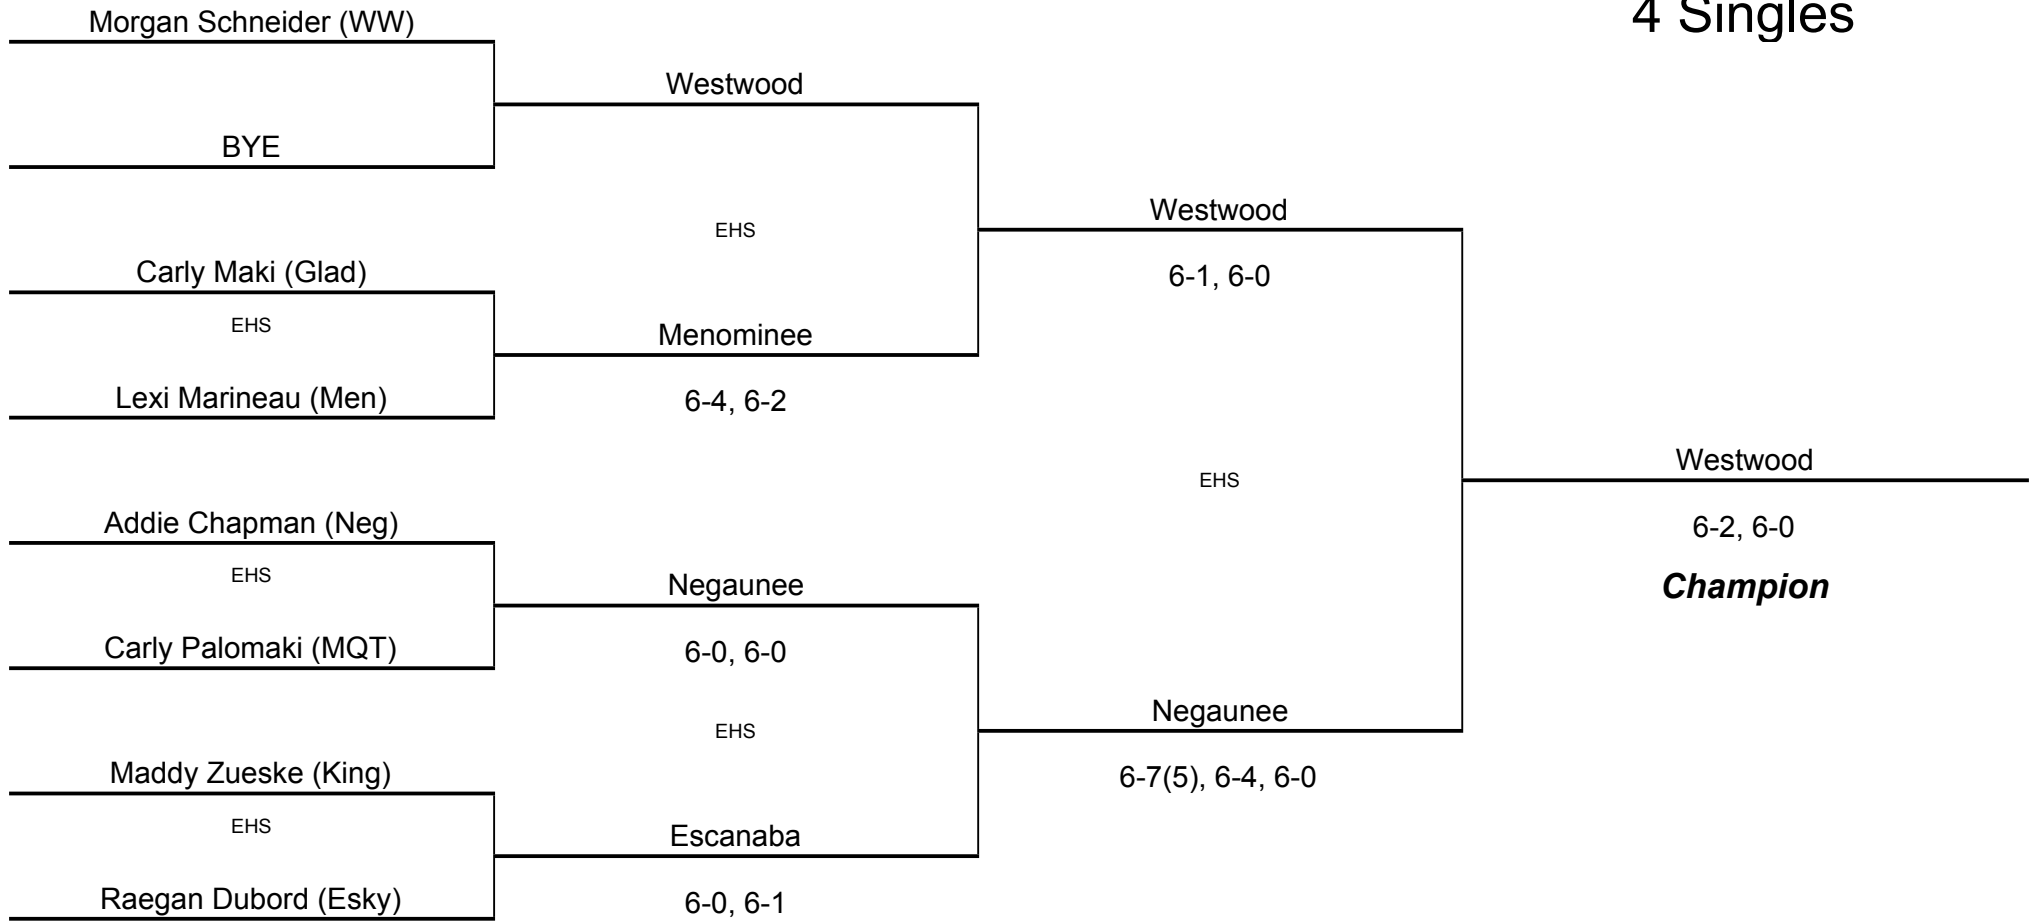 4 Singles
Morgan Schneider (WW)
Westwood
BYE
Westwood
EHS
Carly Maki (Glad)
6-1, 6-0
EHS
Menominee
Lexi Marineau (Men)
6-4, 6-2
Westwood
EHS
Addie Chapman (Neg)
6-2, 6-0
EHS
Negaunee
Champion
Carly Palomaki (MQT)
6-0, 6-0
Negaunee
EHS
Maddy Zueske (King)
6-7(5), 6-4, 6-0
EHS
Escanaba
Raegan Dubord (Esky)
6-0, 6-1